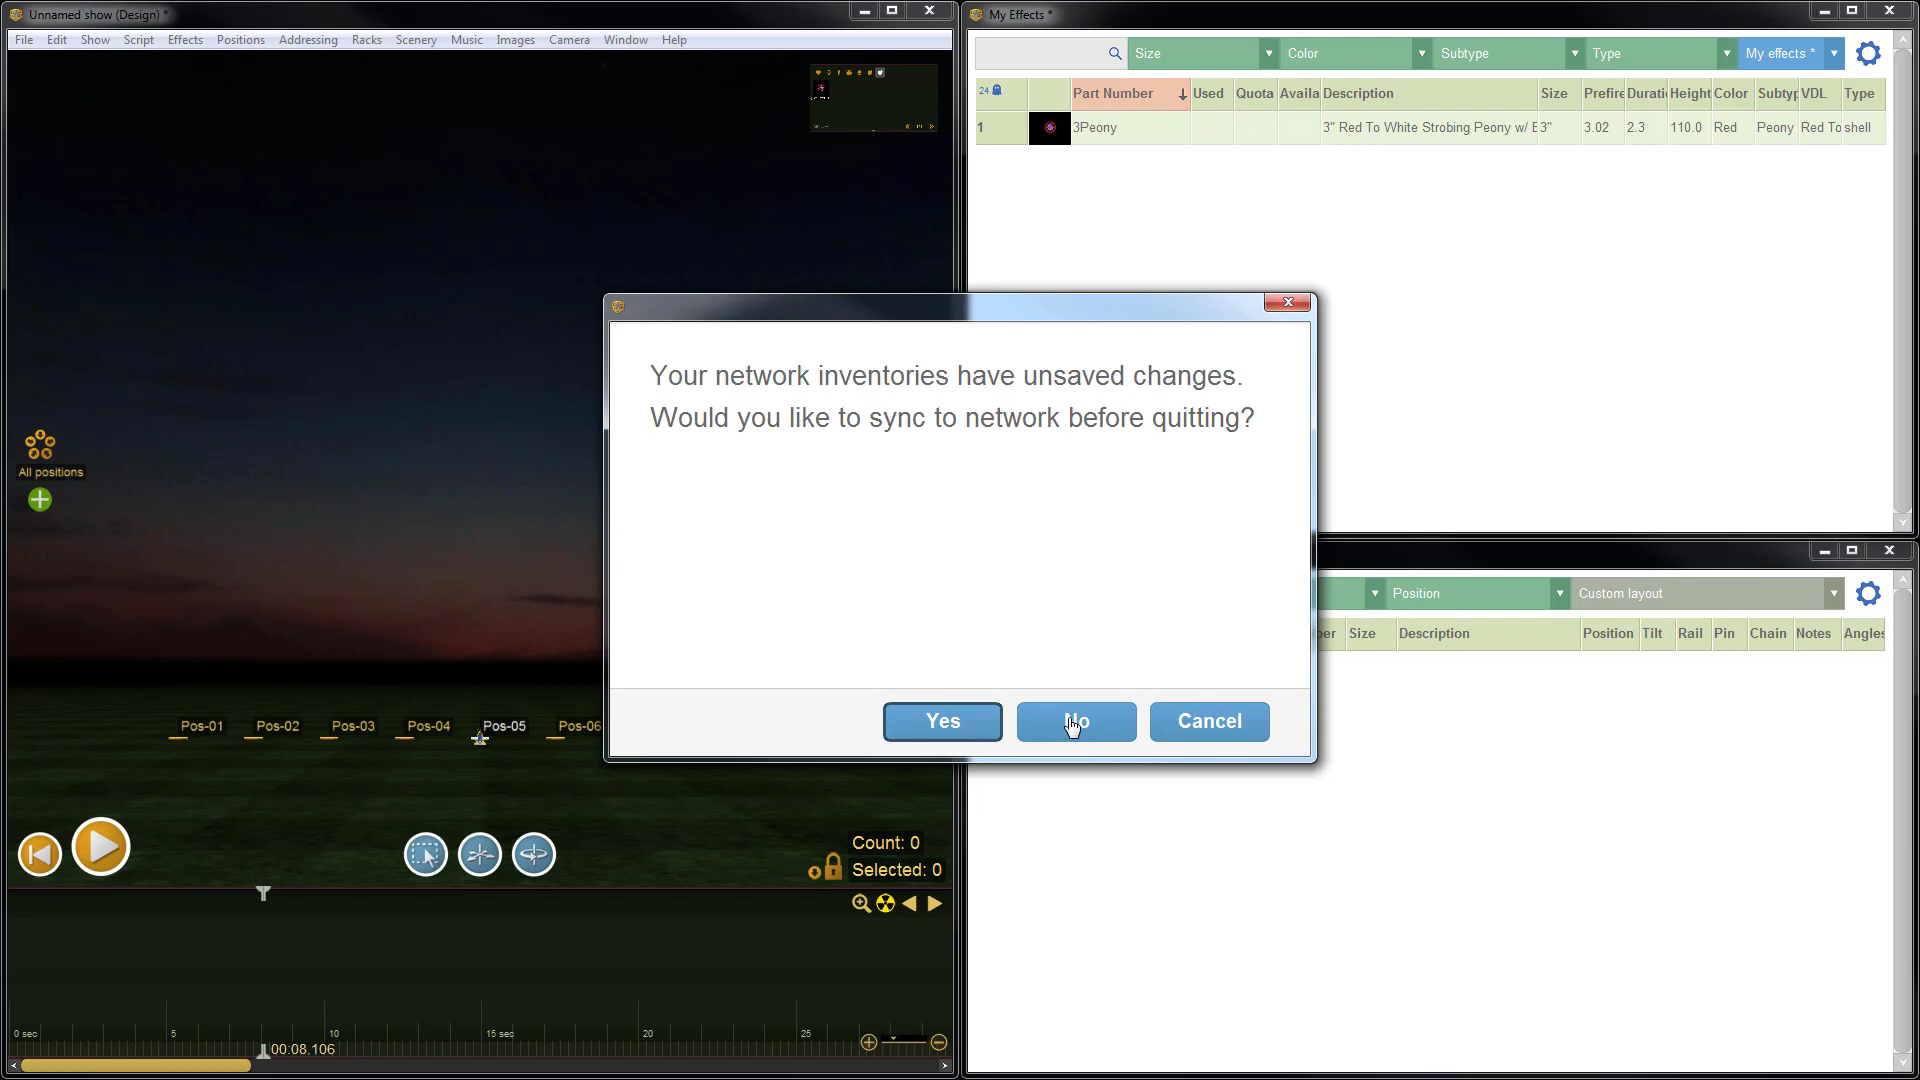 Unnamed show (Design) *
File Edit Show Script Effects Positions Addressing Racks Scenery Music Images Camera Window Help
All positions
Pos-01 Pos-02 Pos-03 Pos-04 Pos-05 Pos-06
Count: 0
Selected: 0
0 sec 5 10 15 sec 20 25
00:08.106
My Effects *
Size Color Subtype Type My effects *
24 Part Number Used Quota Availa Description Size Prefire Durati Height Color Subtyp VDL Type
1 3Peony 3" Red To White Strobing Peony w/ E 3" 3.02 2.3 110.0 Red Peony Red To shell
Your network inventories have unsaved changes.
Would you like to sync to network before quitting?
Yes No Cancel
Position Custom layout
ber Size Description Position Tilt Rail Pin Chain Notes Angles